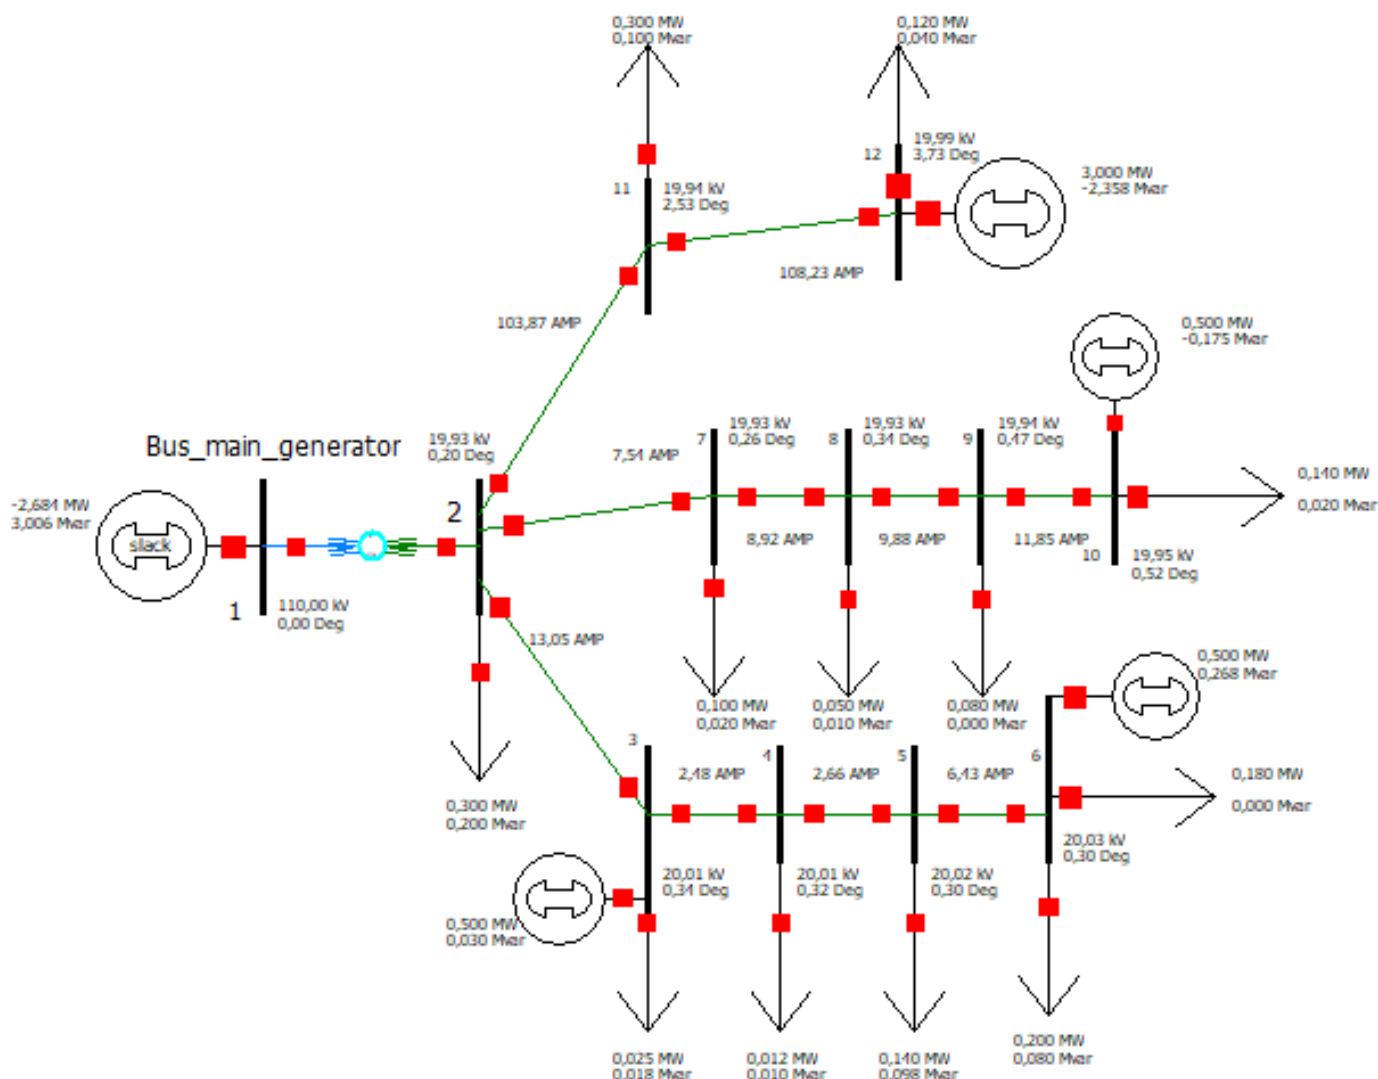 0,300 MW
0,100 Mvar
0,120 MW
0,040 Mvar
11
19,94 kV
2,53 Deg
12
19,99 kV
3,73 Deg
3,000 MW
-2,358 Mvar
108,23 AMP
103,87 AMP
0,500 MW
-0,175 Mvar
Bus_main_generator
19,93 kV
0,20 Deg
7,54 AMP
7
19,93 kV
0,26 Deg
8
19,93 kV
0,34 Deg
9
19,94 kV
0,47 Deg
0,140 MW
0,020 Mvar
-2,684 MW
3,006 Mvar
slack
2
8,92 AMP
9,88 AMP
11,85 AMP
10
19,95 kV
0,52 Deg
1
110,00 kV
0,00 Deg
13,05 AMP
0,100 MW
0,020 Mvar
0,050 MW
0,010 Mvar
0,080 MW
0,000 Mvar
0,500 MW
0,268 Mvar
3
2,48 AMP
4
2,66 AMP
5
6,43 AMP
6
0,180 MW
0,000 Mvar
0,300 MW
0,200 Mvar
20,01 kV
0,34 Deg
20,01 kV
0,32 Deg
20,02 kV
0,30 Deg
20,03 kV
0,30 Deg
0,500 MW
0,030 Mvar
0,025 MW
0,018 Mvar
0,012 MW
0,010 Mvar
0,140 MW
0,098 Mvar
0,200 MW
0,080 Mvar